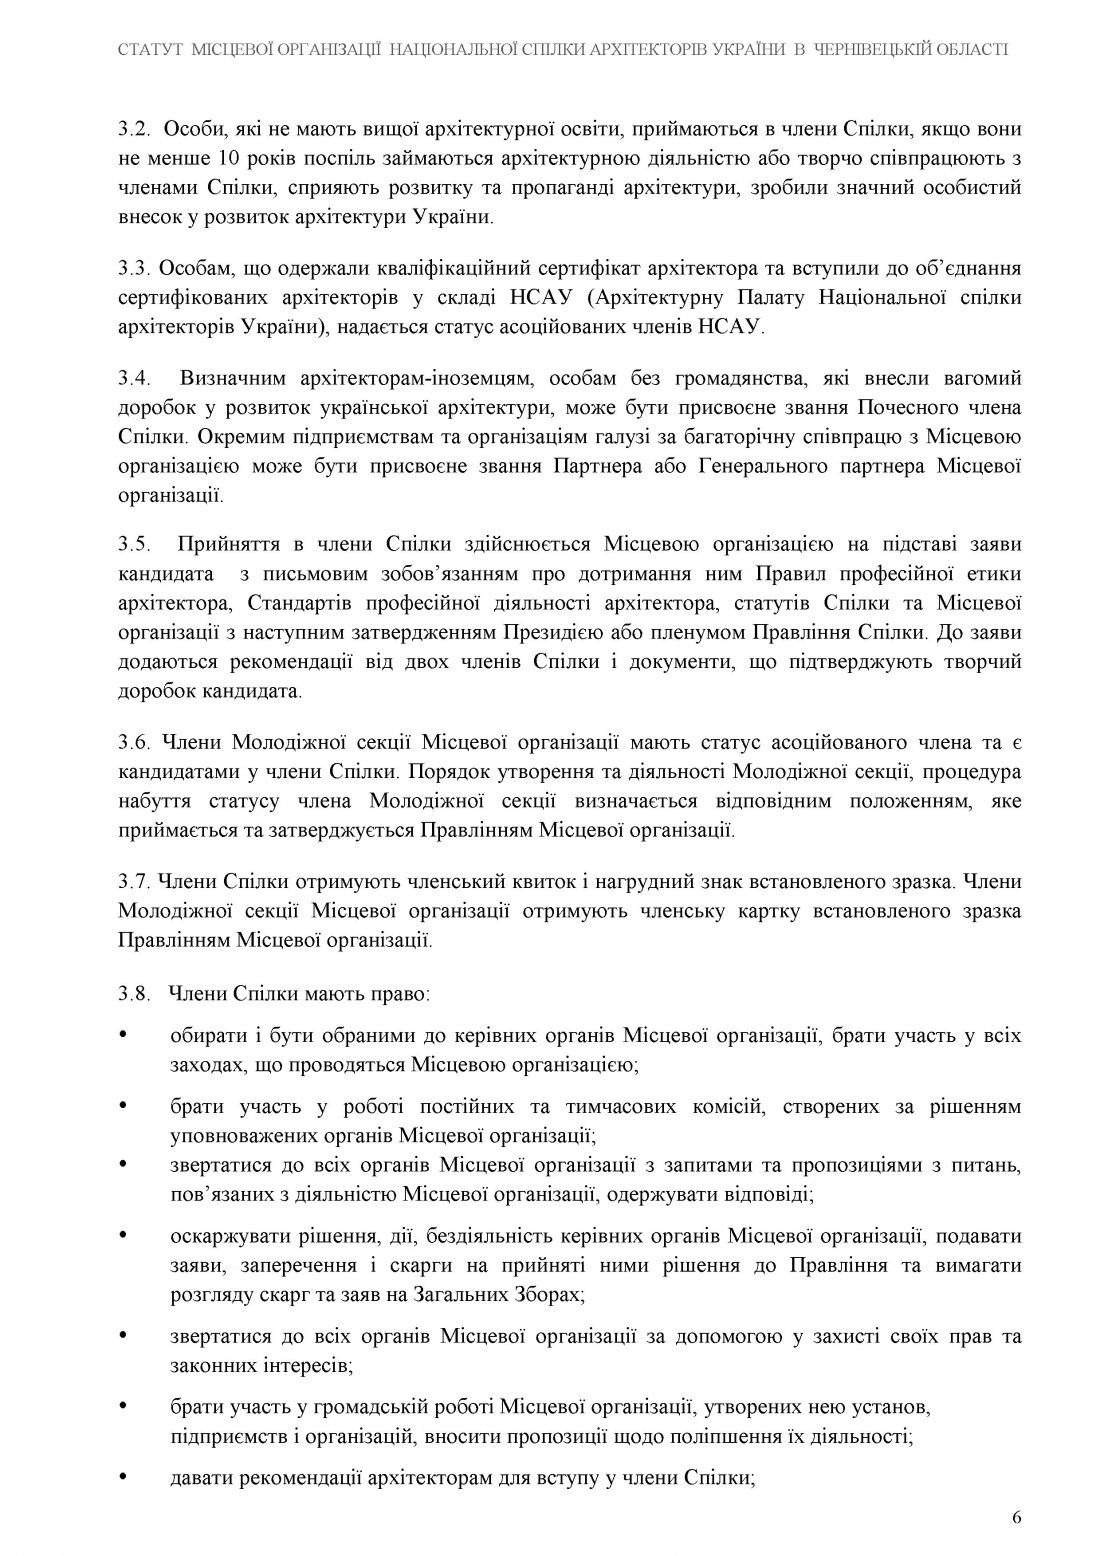 СТАТУТ МІСЦЕВОЇ ОРГАНІЗАЦІЇ НАЦІОНАЛЬНОЇ СПІЛКИ АРХІТЕКТОРІВ УКРАЇНИ В ЧЕРНІВЕЦЬКІЙ ОБЛАСТІ
3.2. Особи, які не мають вищої архітектурної освіти, приймаються в члени Спілки, якщо вони
не менше 10 років поспіль займаються архітектурною діяльністю або творчо співпрацюють з
членами Спілки, сприяють розвитку та пропаганді архітектури, зробили значний особистий
внесок у розвиток архітектури України.
3.3. Особам, що одержали кваліфікаційний сертифікат архітектора та вступили до об’єднання
сертифікованих архітекторів у складі НСАУ (Архітектурну Палату Національної спілки
архітекторів України), надається статус асоційованих членів НСАУ.
3.4. Визначним архітекторам-іноземцям, особам без громадянства, які внесли вагомий
доробок у розвиток української архітектури, може бути присвоєне звання Почесного члена
Спілки. Окремим підприємствам та організаціям галузі за багаторічну співпрацю з Місцевою
організацією може бути присвоєне звання Партнера або Генерального партнера Місцевої
організації.
3.5. Прийняття в члени Спілки здійснюється Місцевою організацією на підставі заяви
кандидата з письмовим зобов’язанням про дотримання ним Правил професійної етики
архітектора, Стандартів професійної діяльності архітектора, статутів Спілки та Місцевої
організації з наступним затвердженням Президією або пленумом Правління Спілки. До заяви
додаються рекомендації від двох членів Спілки і документи, що підтверджують творчий
доробок кандидата.
3.6. Члени Молодіжної секції Місцевої організації мають статус асоційованого члена та є
кандидатами у члени Спілки. Порядок утворення та діяльності Молодіжної секції, процедура
набуття статусу члена Молодіжної секції визначається відповідним положенням, яке
приймається та затверджується Правлінням Місцевої організації.
3.7. Члени Спілки отримують членський квиток і нагрудний знак встановленого зразка. Члени
Молодіжної секції Місцевої організації отримують членську картку встановленого зразка
Правлінням Місцевої організації.
3.8. Члени Спілки мають право:
• обирати і бути обраними до керівних органів Місцевої організації, брати участь у всіх
заходах, що проводяться Місцевою організацією;
• брати участь у роботі постійних та тимчасових комісій, створених за рішенням
уповноважених органів Місцевої організації;
• звертатися до всіх органів Місцевої організації з запитами та пропозиціями з питань,
пов’язаних з діяльністю Місцевої організації, одержувати відповіді;
• оскаржувати рішення, дії, бездіяльність керівних органів Місцевої організації, подавати
заяви, заперечення і скарги на прийняті ними рішення до Правління та вимагати
розгляду скарг та заяв на Загальних Зборах;
• звертатися до всіх органів Місцевої організації за допомогою у захисті своїх прав та
законних інтересів;
• брати участь у громадській роботі Місцевої організації, утворених нею установ,
підприємств і організацій, вносити пропозиції щодо поліпшення їх діяльності;
• давати рекомендації архітекторам для вступу у члени Спілки;
6